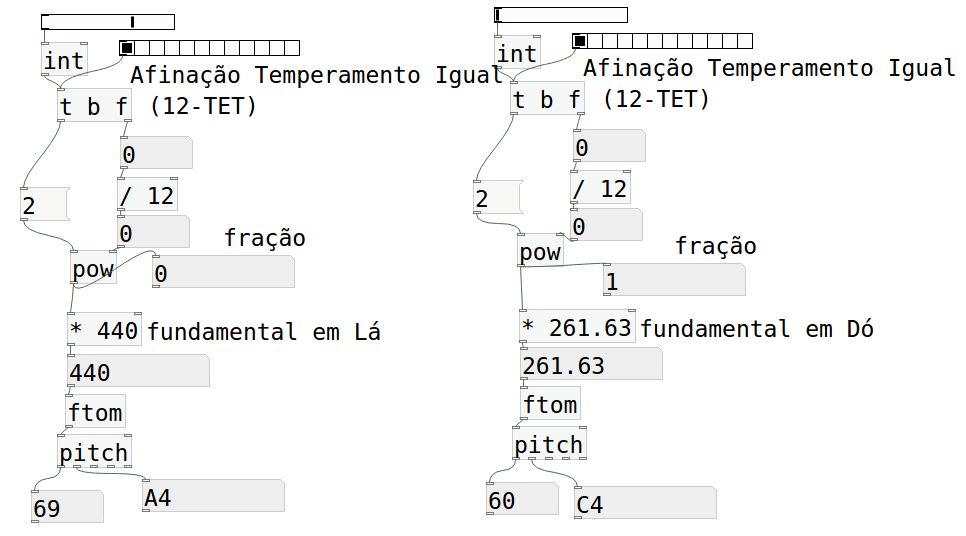 int
Afinação Temperamento Igual
t b f
(12-TET)
0
2
/ 12
0
fração
pow
0
* 440
fundamental em Lá
440
ftom
pitch
69
A4
int
Afinação Temperamento Igual
t b f
(12-TET)
0
2
/ 12
0
fração
pow
1
* 261.63
fundamental em Dó
261.63
ftom
pitch
60
C4